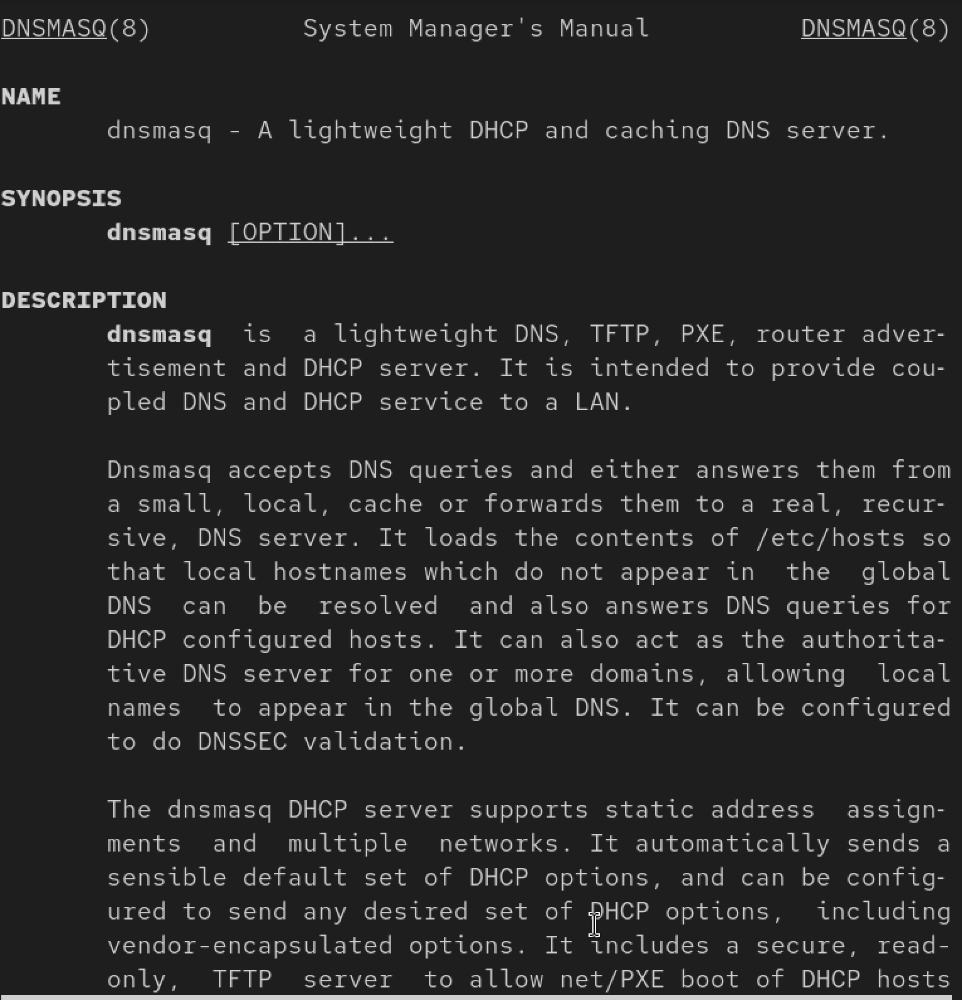 DNSMASQ(8)          System Manager's Manual          DNSMASQ(8)
NAME
dnsmasq - A lightweight DHCP and caching DNS server.
SYNOPSIS
dnsmasq [OPTION]...
DESCRIPTION
dnsmasq  is  a lightweight DNS, TFTP, PXE, router adver-
tisement and DHCP server. It is intended to provide cou-
pled DNS and DHCP service to a LAN.
Dnsmasq accepts DNS queries and either answers them from
a small, local, cache or forwards them to a real, recur-
sive, DNS server. It loads the contents of /etc/hosts so
that local hostnames which do not appear in  the  global
DNS  can  be  resolved  and also answers DNS queries for
DHCP configured hosts. It can also act as the authorita-
tive DNS server for one or more domains, allowing  local
names  to appear in the global DNS. It can be configured
to do DNSSEC validation.
The dnsmasq DHCP server supports static address  assign-
ments  and  multiple  networks. It automatically sends a
sensible default set of DHCP options, and can be config-
ured to send any desired set of DHCP options,  including
vendor-encapsulated options. It includes a secure, read-
only,  TFTP  server  to allow net/PXE boot of DHCP hosts